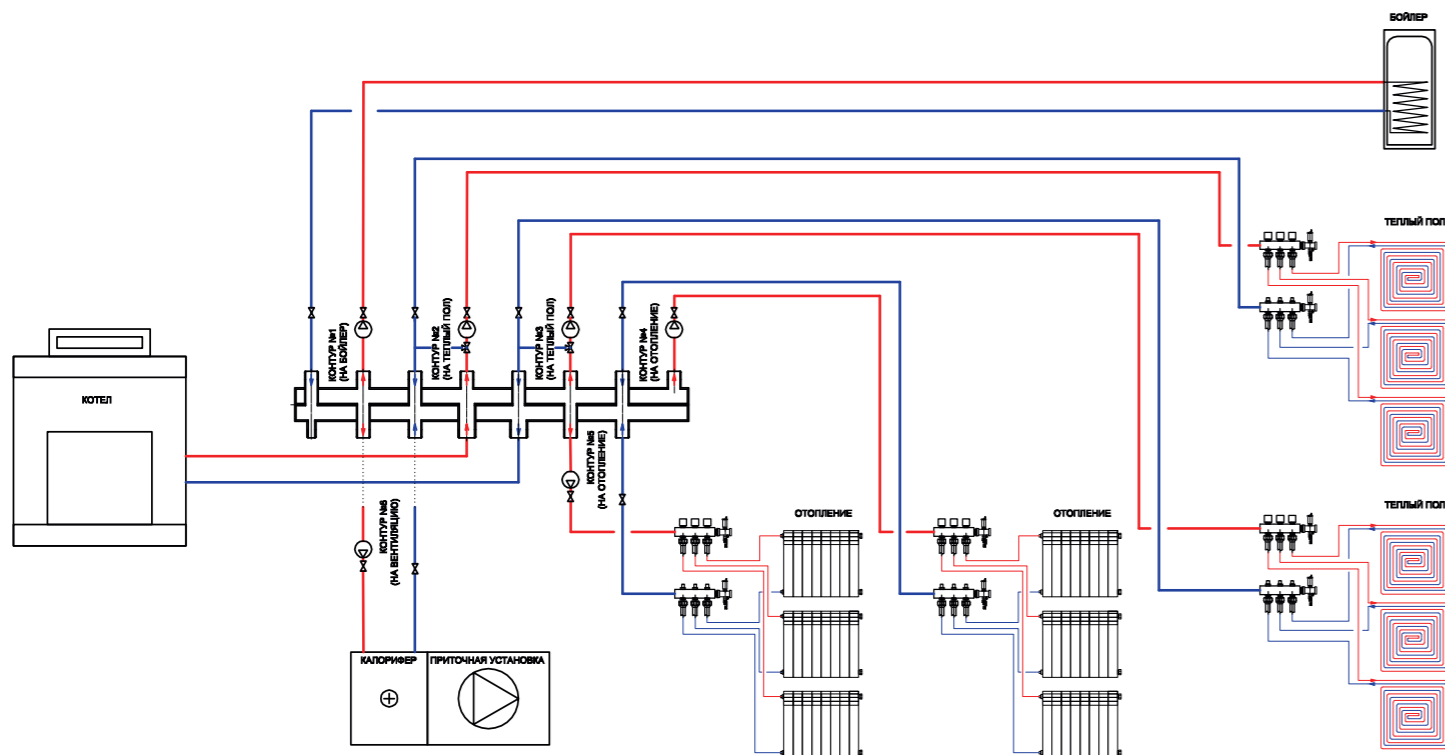 БОЙЛЕР
ТЕПЛЫЙ ПОЛ
КОНТУР №1
(НА БОЙЛЕР)
КОНТУР №2
(НА ТЕПЛЫЙ ПОЛ)
КОНТУР №3
(НА ТЕПЛЫЙ ПОЛ)
КОНТУР №4
(НА ОТОПЛЕНИЕ)
КОТЕЛ
КОНТУР №5
(НА ОТОПЛЕНИЕ)
КОНТУР №6
(НА ВЕНТИЛЯЦИЮ)
ОТОПЛЕНИЕ
ОТОПЛЕНИЕ
ТЕПЛЫЙ ПОЛ
КАЛОРИФЕР
ПРИТОЧНАЯ УСТАНОВКА